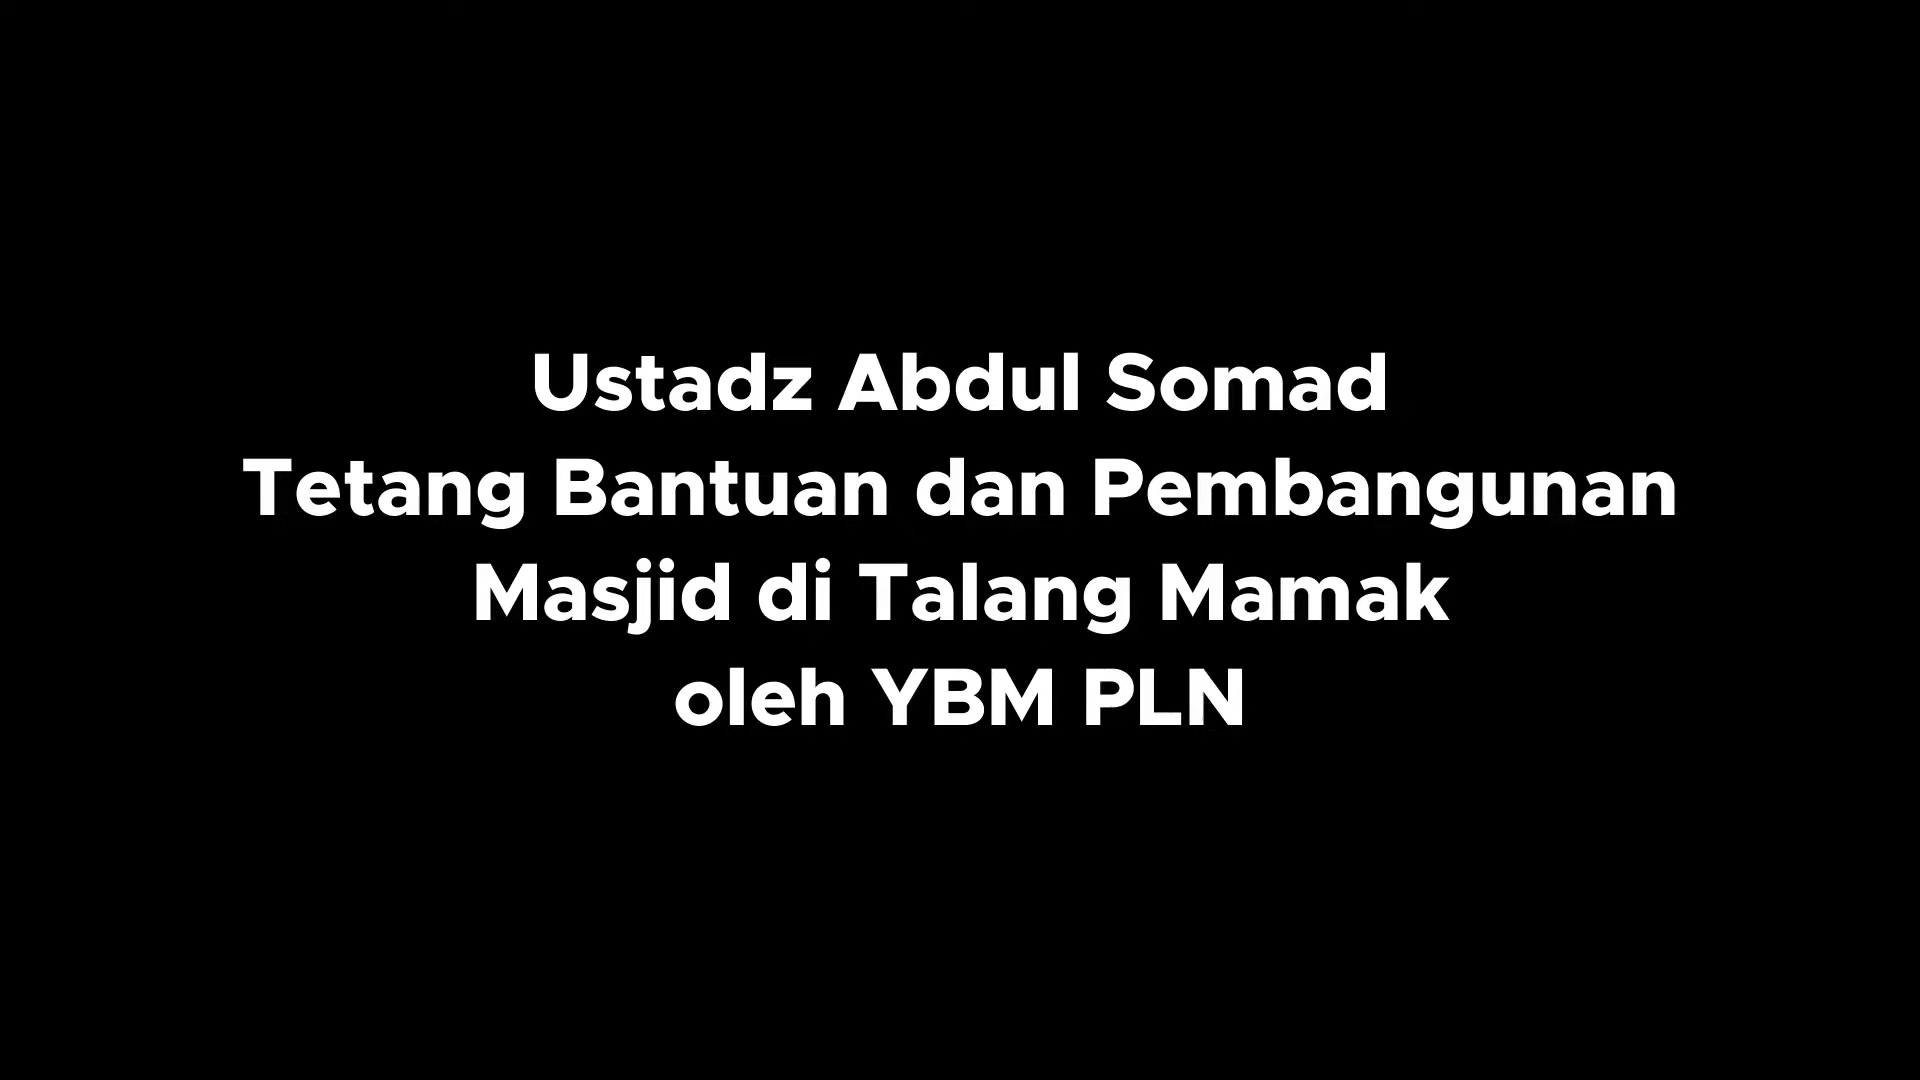 Ustadz Abdul Somad
Tetang Bantuan dan Pembangunan
Masjid di Talang Mamak
oleh YBM PLN